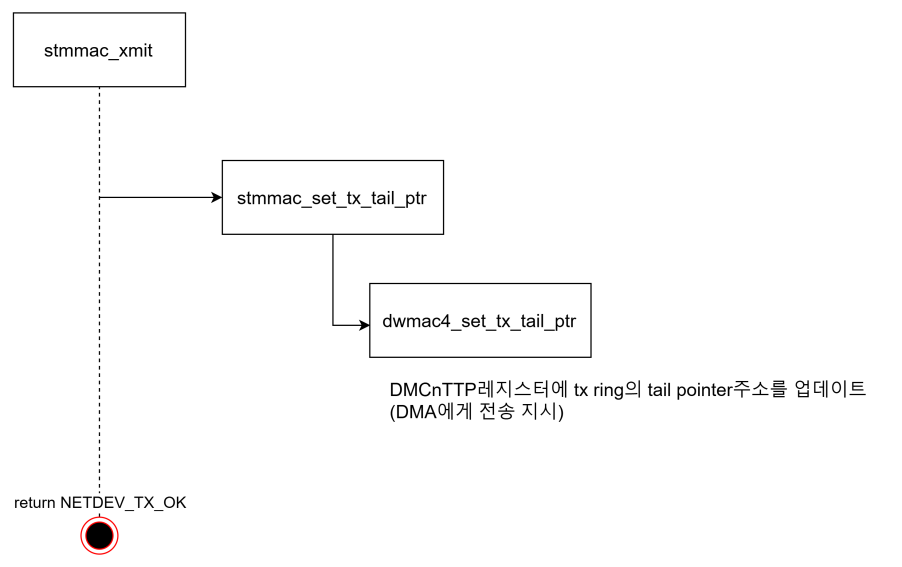 stmmac_xmit
stmmac_set_tx_tail_ptr
dwmac4_set_tx_tail_ptr
DMCnTTP레지스터에 tx ring의 tail pointer주소를 업데이트
(DMA에게 전송 지시)
return NETDEV_TX_OK